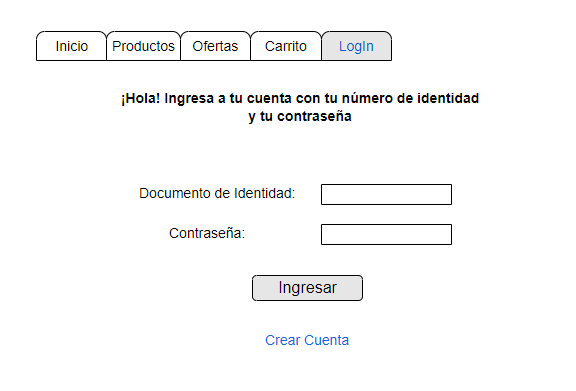 Inicio Productos Ofertas Carrito LogIn
¡Hola! Ingresa a tu cuenta con tu número de identidad
y tu contraseña
Documento de Identidad:
Contraseña:
Ingresar
Crear Cuenta